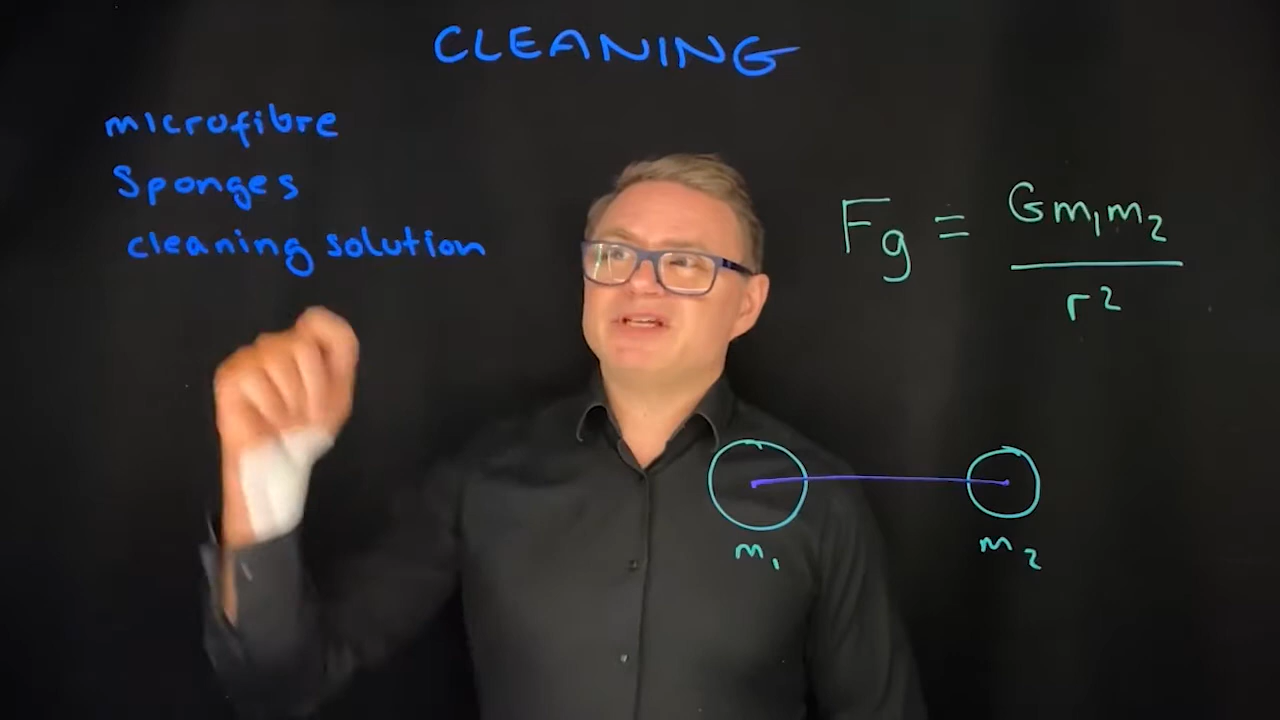 CLEANING
microfibre
Sponges
cleaning solution
Fg = Gm₁m₂
r²
m₁
m₂